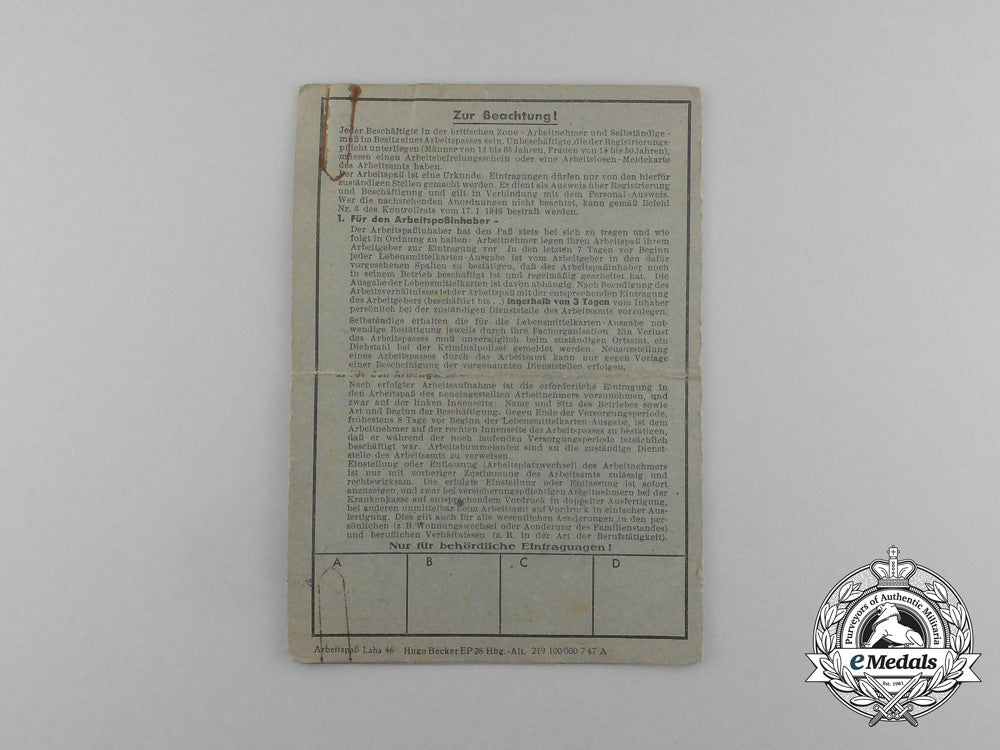 Zur Beachtung!
Jeder Beschäftigte in der britischen Zone - Arbeitnehmer und Selbständige -
muß im Besitz eines Arbeitspasses sein. Unbeschäftigte, die der Registrierungs-
pflicht unterliegen (Männer von 14 bis 65 Jahren, Frauen von 15 bis 50 Jahren),
müssen einen Arbeitsbefreiungsschein oder eine Arbeitslosen-Meldekarte
des Arbeitsamts haben.
Der Arbeitspaß ist eine Urkunde. Eintragungen dürfen nur von den hierfür
zuständigen Stellen gemacht werden. Er dient als Ausweis über Registrierung
und Beschäftigung und gilt in Verbindung mit dem Personal-Ausweis.
Wer die nachstehenden Anordnungen nicht beachtet, kann gemäß Befehl
Nr. 3 des Kontrollrats vom 17. 1. 1946 bestraft werden.
1. Für den Arbeitspaßinhaber -
Der Arbeitspaßinhaber hat den Paß stets bei sich zu tragen und wie
folgt in Ordnung zu halten: Arbeitnehmer legen ihren Arbeitspaß ihrem
Arbeitgeber zur Eintragung vor. In den letzten 7 Tagen vor Beginn
jeder Lebensmittelkarten-Ausgabe ist vom Arbeitgeber in den dafür
vorgesehenen Spalten zu bestätigen, daß der Arbeitspaßinhaber noch
in seinem Betrieb beschäftigt ist und regelmäßig gearbeitet hat. Die
Ausgabe der Lebensmittelkarten ist davon abhängig. Nach Beendigung des
Arbeitsverhältnisses ist der Arbeitspaß mit der entsprechenden Eintragung
des Arbeitgebers (beschäftigt bis . .) innerhalb von 3 Tagen vom Inhaber
persönlich bei der zuständigen Dienststelle des Arbeitsamts vorzulegen.
Selbständige erhalten die für die Lebensmittelkarten-Ausgabe not-
wendige Bestätigung jeweils durch ihre Fachorganisation. Ein Verlust
des Arbeitspasses muß unverzüglich beim zuständigen Ortsamt, ein
Diebstahl bei der Kriminalpolizei gemeldet werden. Neuausstellung
eines Arbeitspasses durch das Arbeitsamt kann nur gegen Vorlage
einer Bescheinigung der vorgenannten Dienststellen erfolgen.
den Arbeitgeber -
Nach erfolgter Arbeitsaufnahme ist die erforderliche Eintragung in
den Arbeitspaß des neueingestellten Arbeitnehmers vorzunehmen, und
zwar auf der linken Innenseite: Name und Sitz des Betriebes sowie
Art und Beginn der Beschäftigung. Gegen Ende der Versorgungsperiode,
frühestens 8 Tage vor Beginn der Lebensmittelkarten-Ausgabe, ist dem
Arbeitnehmer auf der rechten Innenseite des Arbeitspasses zu bestätigen,
daß er während der noch laufenden Versorgungsperiode tatsächlich
beschäftigt war. Arbeitsbummelanten sind an die zuständige Dienst-
stelle des Arbeitsamts zu verweisen.
Einstellung oder Entlassung (Arbeitsplatzwechsel) des Arbeitnehmers
ist nur mit vorheriger Zustimmung des Arbeitsamts zulässig und
rechtswirksam. Die erfolgte Einstellung oder Entlassung ist sofort
anzuzeigen, und zwar bei versicherungspflichtigen Arbeitnehmern bei der
Krankenkasse auf entsprechendem Vordruck in doppelter Ausfertigung,
bei anderen unmittelbar beim Arbeitsamt auf Vordruck in einfacher Aus-
fertigung. Dies gilt auch für alle wesentlichen Aenderungen in den per-
sönlichen (z. B. Wohnungswechsel oder Aenderung des Familienstandes)
und beruflichen Verhältnissen (z. B. in der Art der Berufstätigkeit).
Nur für behördliche Eintragungen!
A B C D
Arbeitspaß Laba 46 Hugo Becker EP 28 Hbg.-Alt. 219 100 000 7 47 A
Purveyors of Authentic Militaria
eMedals
Est. 1981